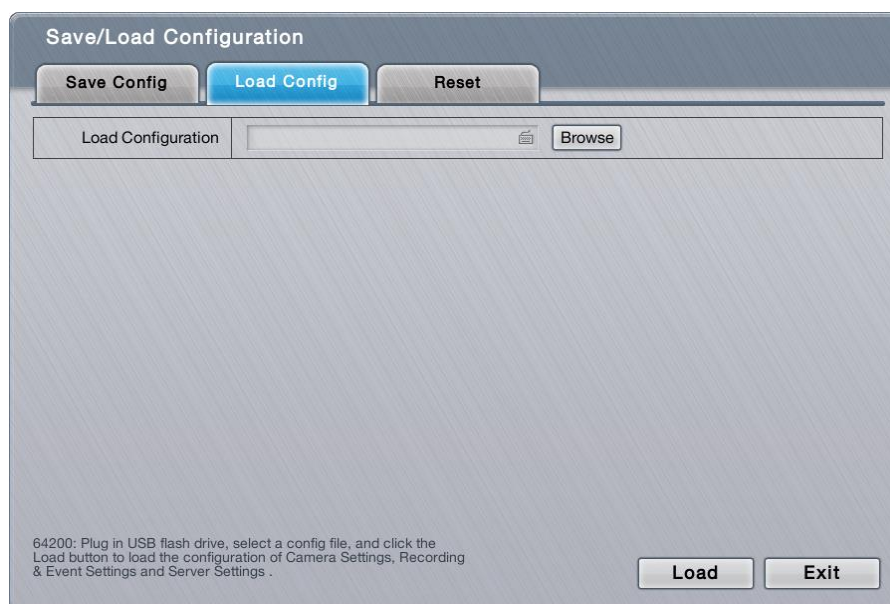 Save/Load Configuration
Save Config
Load Config
Reset
Load Configuration
Browse
64200: Plug in USB flash drive, select a config file, and click the
Load button to load the configuration of Camera Settings, Recording
& Event Settings and Server Settings .
Load
Exit